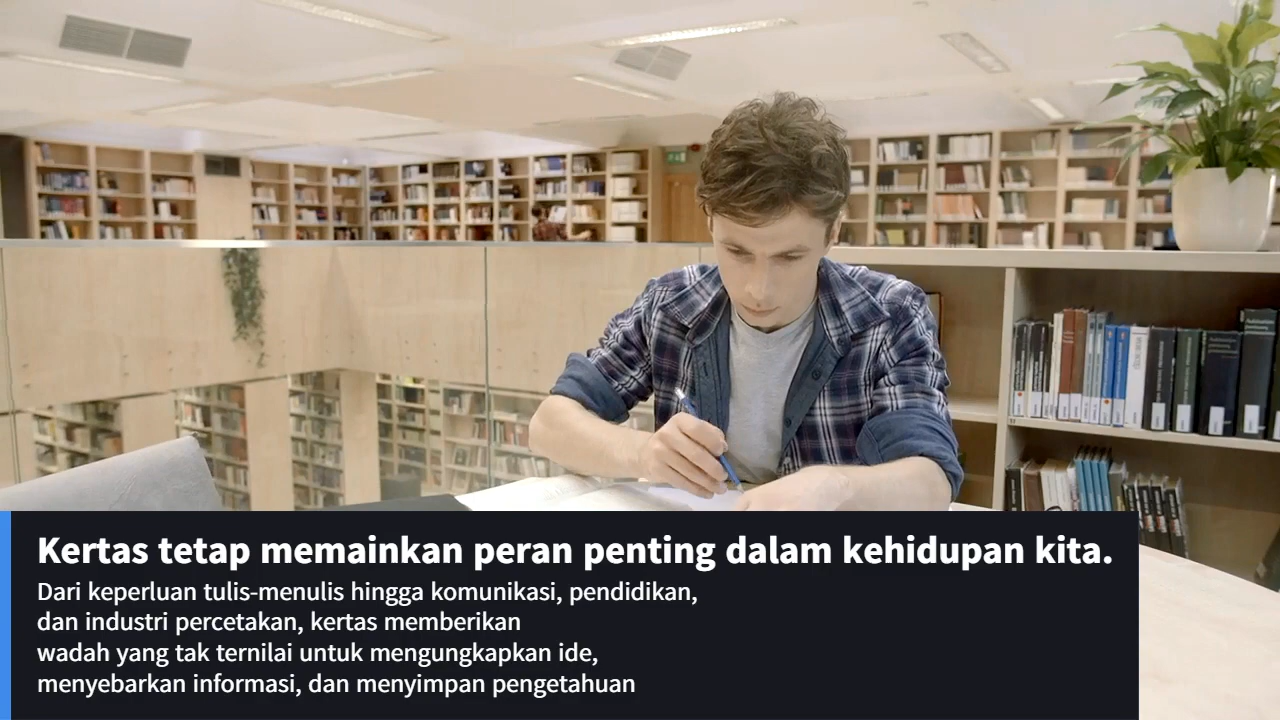 Kertas tetap memainkan peran penting dalam kehidupan kita.
Dari keperluan tulis-menulis hingga komunikasi, pendidikan,
dan industri percetakan, kertas memberikan
wadah yang tak ternilai untuk mengungkapkan ide,
menyebarkan informasi, dan menyimpan pengetahuan